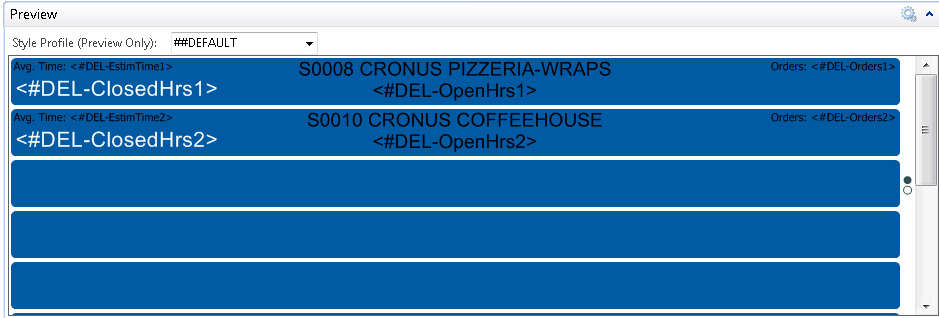 Preview
Style Profile (Preview Only): ##DEFAULT
Avg. Time: <#DEL-EstimTime1> S0008 CRONUS PIZZERIA-WRAPS Orders: <#DEL-Orders1>
<#DEL-ClosedHrs1> <#DEL-OpenHrs1>
Avg. Time: <#DEL-EstimTime2> S0010 CRONUS COFFEEHOUSE Orders: <#DEL-Orders2>
<#DEL-ClosedHrs2> <#DEL-OpenHrs2>